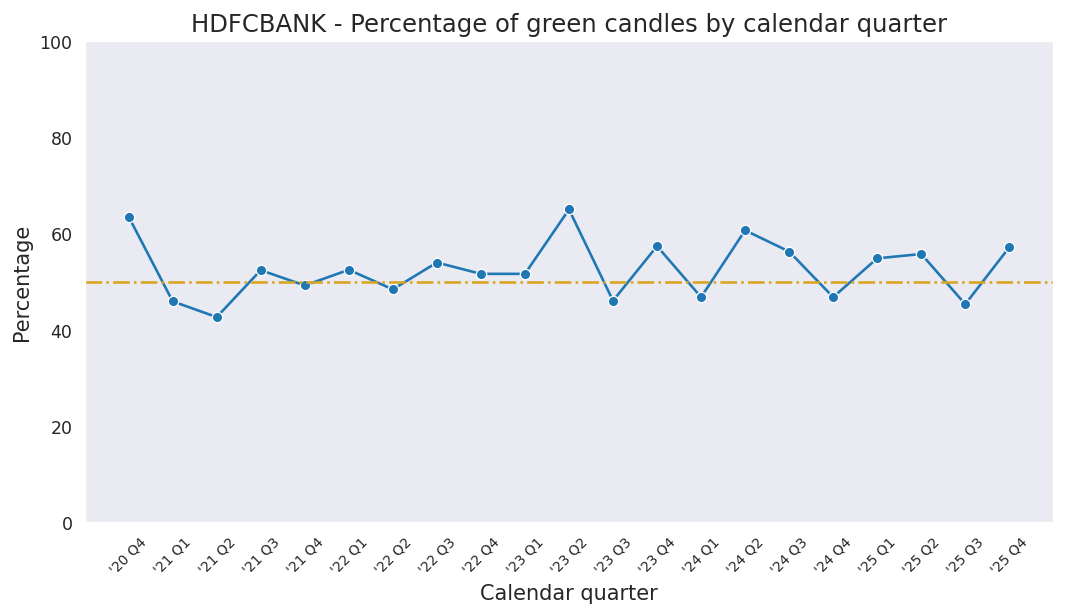 HDFCBANK - Percentage of green candles by calendar quarter
100
80
60
40
20
0
Percentage
'20 Q4
'21 Q1
'21 Q2
'21 Q3
'21 Q4
'22 Q1
'22 Q2
'22 Q3
'22 Q4
'23 Q1
'23 Q2
'23 Q3
'23 Q4
'24 Q1
'24 Q2
'24 Q3
'24 Q4
'25 Q1
'25 Q2
'25 Q3
'25 Q4
Calendar quarter